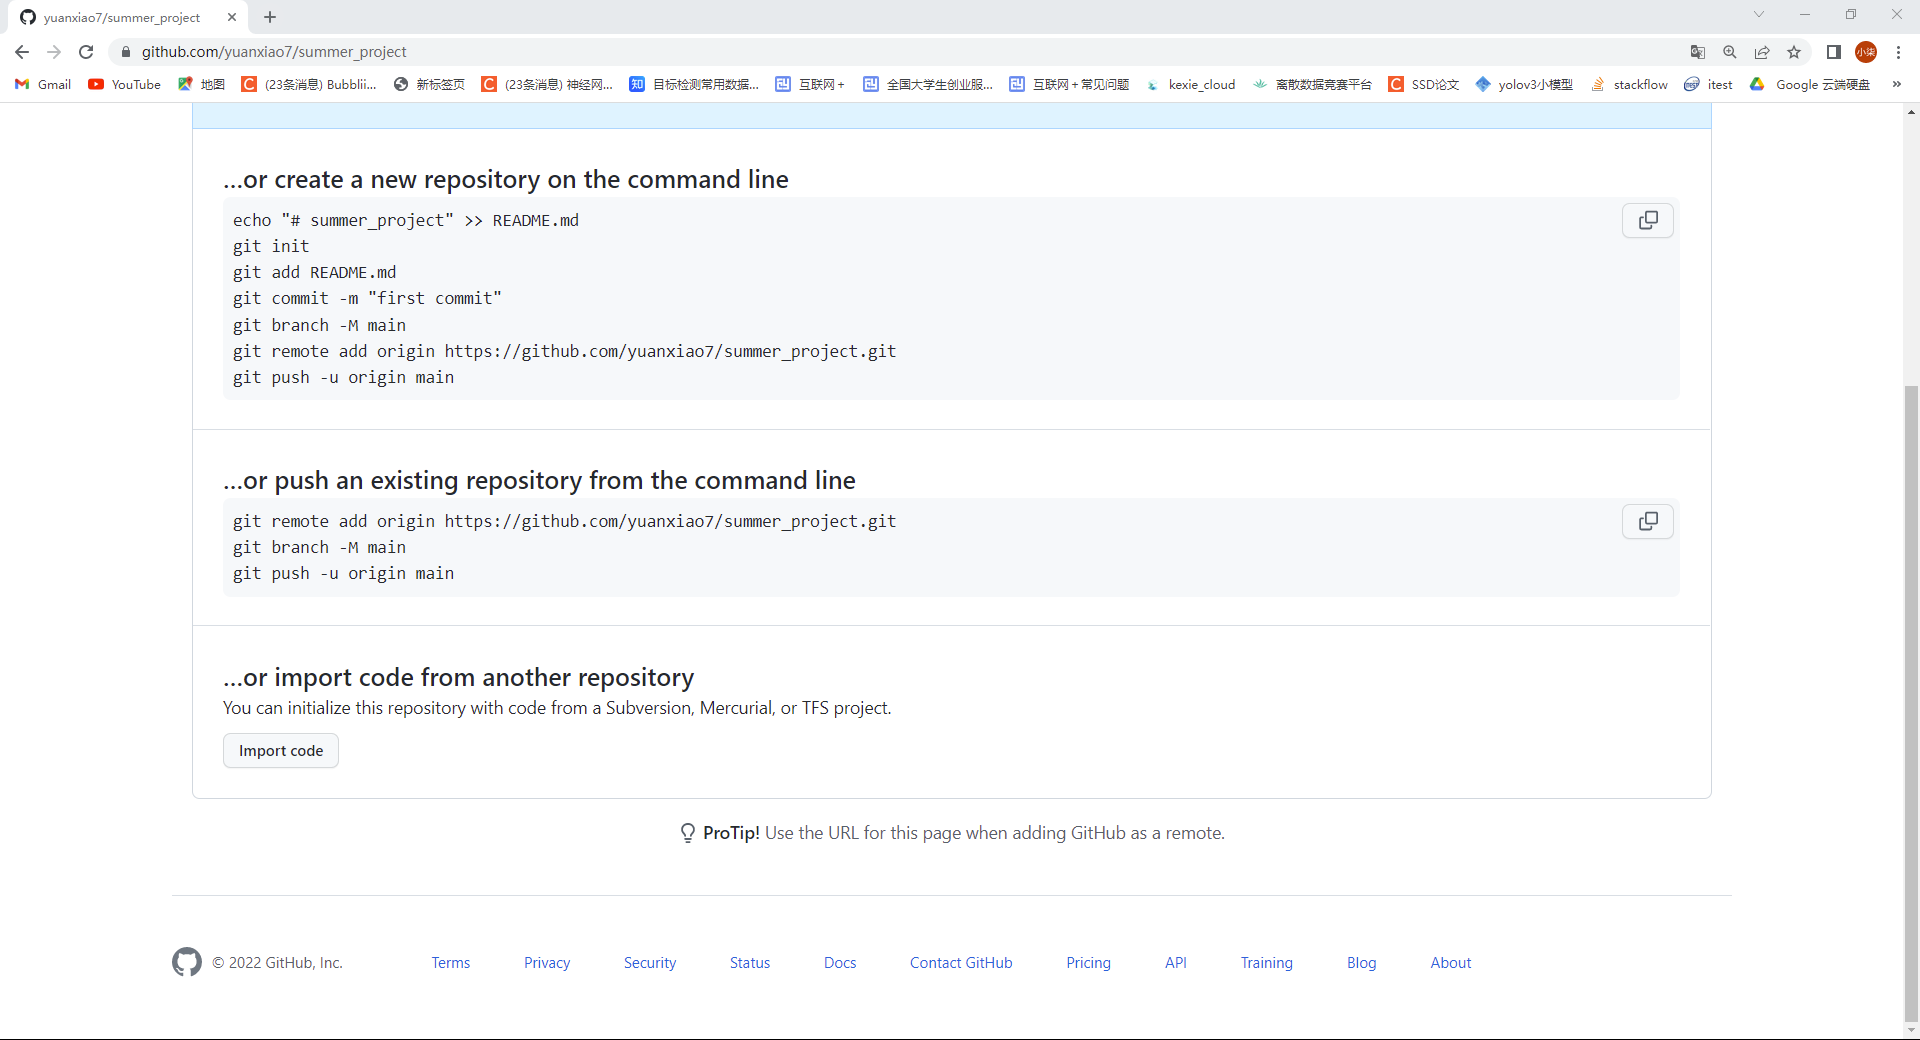 yuanxiao7/summer_project
github.com/yuanxiao7/summer_project
小柒
Gmail
YouTube
地图
(23条消息) Bubblii...
新标签页
(23条消息) 神经网...
目标检测常用数据...
互联网+
全国大学生创业服...
互联网+常见问题
kexie_cloud
离散数据竞赛平台
SSD论文
yolov3小模型
stackflow
itest
Google 云端硬盘
...or create a new repository on the command line
echo "# summer_project" >> README.md
git init
git add README.md
git commit -m "first commit"
git branch -M main
git remote add origin https://github.com/yuanxiao7/summer_project.git
git push -u origin main
...or push an existing repository from the command line
git remote add origin https://github.com/yuanxiao7/summer_project.git
git branch -M main
git push -u origin main
...or import code from another repository
You can initialize this repository with code from a Subversion, Mercurial, or TFS project.
Import code
ProTip! Use the URL for this page when adding GitHub as a remote.
© 2022 GitHub, Inc.
Terms
Privacy
Security
Status
Docs
Contact GitHub
Pricing
API
Training
Blog
About